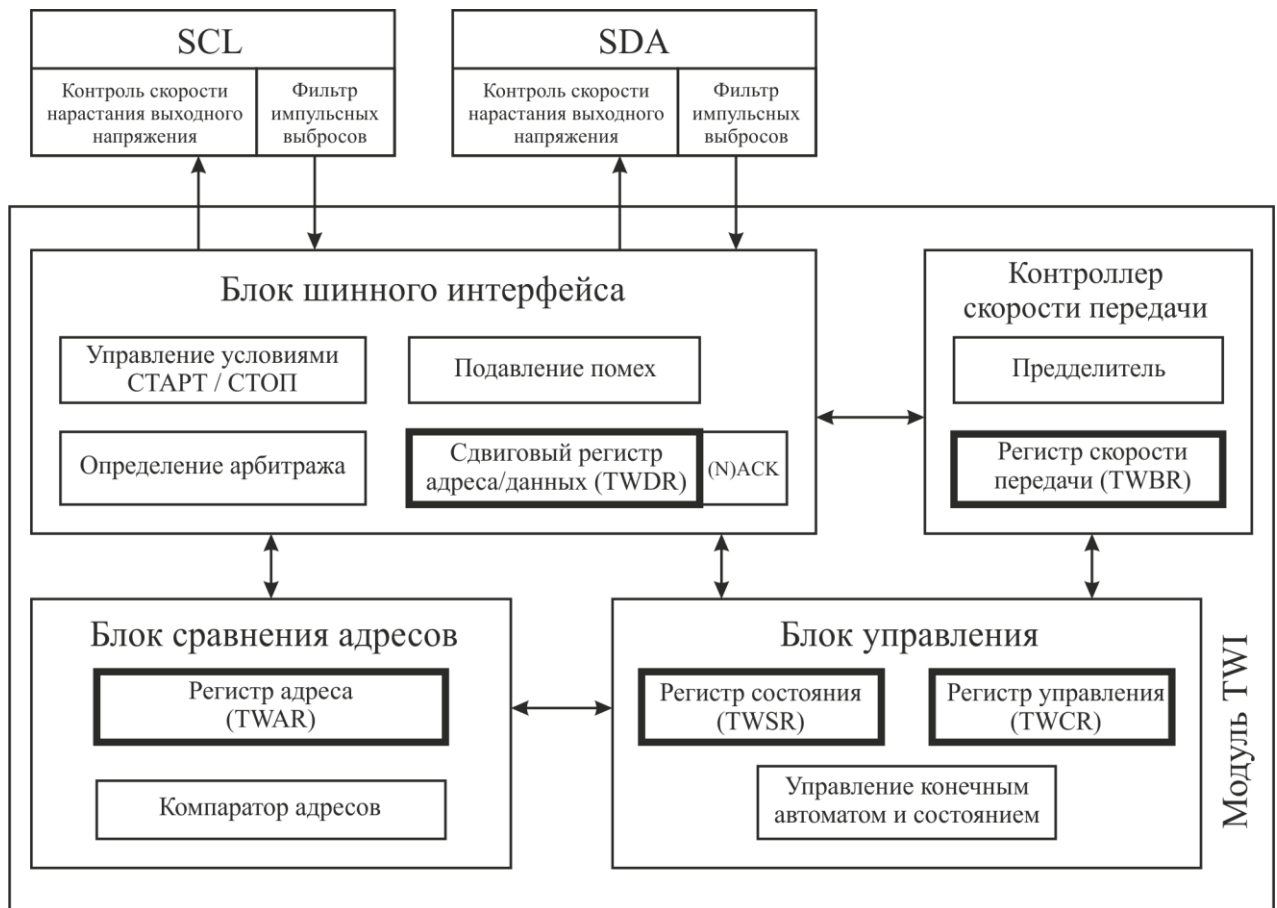 SCL
Контроль скорости
нарастания выходного
напряжения
Фильтр
импульсных
выбросов
SDA
Контроль скорости
нарастания выходного
напряжения
Фильтр
импульсных
выбросов
Блок шинного интерфейса
Управление условиями
СТАРТ / СТОП
Подавление помех
Определение арбитража
Сдвиговый регистр
адреса/данных (TWDR)
(N)ACK
Контроллер
скорости передачи
Предделитель
Регистр скорости
передачи (TWBR)
Блок сравнения адресов
Регистр адреса
(TWAR)
Компаратор адресов
Блок управления
Регистр состояния
(TWSR)
Регистр управления
(TWCR)
Управление конечным
автоматом и состоянием
Модуль TWI